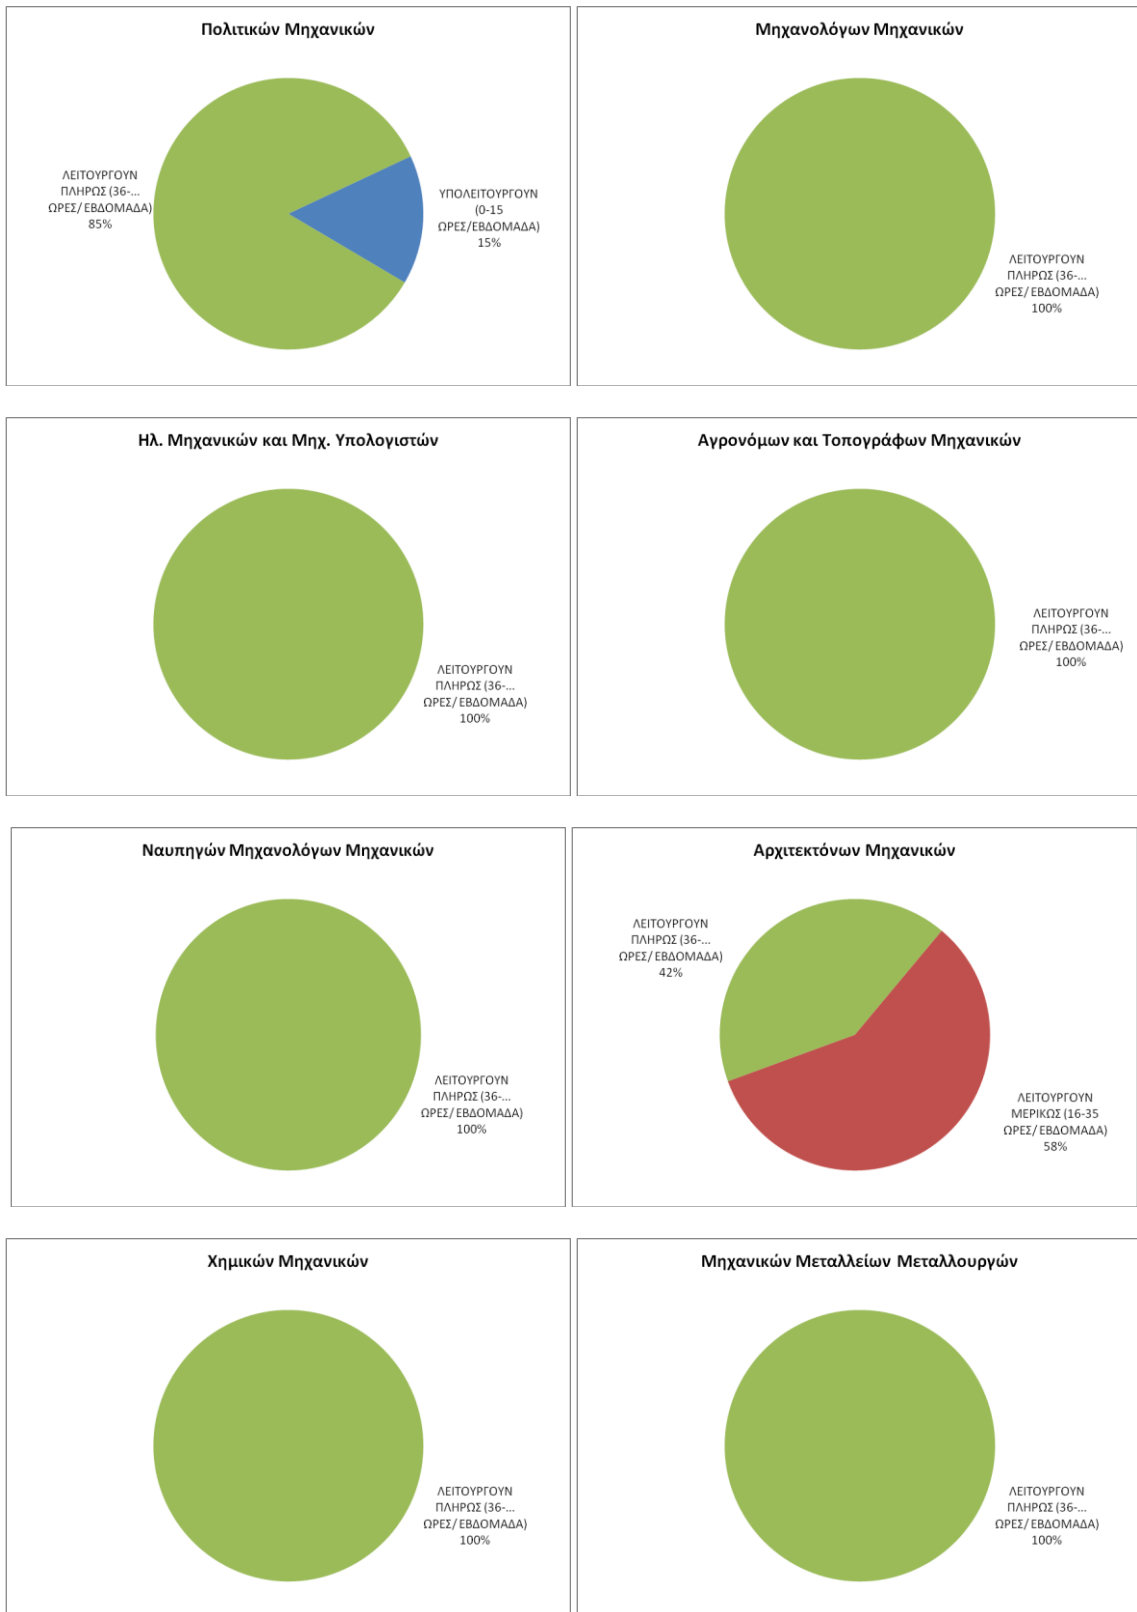 Πολιτικών Μηχανικών
ΛΕΙΤΟΥΡΓΟΥΝ
ΠΛΗΡΩΣ (36-...
ΩΡΕΣ/ ΕΒΔΟΜΑΔΑ)
85%
ΥΠΟΛΕΙΤΟΥΡΓΟΥΝ
(0-15
ΩΡΕΣ/ΕΒΔΟΜΑΔΑ)
15%
Μηχανολόγων Μηχανικών
ΛΕΙΤΟΥΡΓΟΥΝ
ΠΛΗΡΩΣ (36-...
ΩΡΕΣ/ ΕΒΔΟΜΑΔΑ)
100%
Ηλ. Μηχανικών και Μηχ. Υπολογιστών
ΛΕΙΤΟΥΡΓΟΥΝ
ΠΛΗΡΩΣ (36-...
ΩΡΕΣ/ ΕΒΔΟΜΑΔΑ)
100%
Αγρονόμων και Τοπογράφων Μηχανικών
ΛΕΙΤΟΥΡΓΟΥΝ
ΠΛΗΡΩΣ (36-...
ΩΡΕΣ/ ΕΒΔΟΜΑΔΑ)
100%
Ναυπηγών Μηχανολόγων Μηχανικών
ΛΕΙΤΟΥΡΓΟΥΝ
ΠΛΗΡΩΣ (36-...
ΩΡΕΣ/ ΕΒΔΟΜΑΔΑ)
100%
Αρχιτεκτόνων Μηχανικών
ΛΕΙΤΟΥΡΓΟΥΝ
ΠΛΗΡΩΣ (36-...
ΩΡΕΣ/ ΕΒΔΟΜΑΔΑ)
42%
ΛΕΙΤΟΥΡΓΟΥΝ
ΜΕΡΙΚΩΣ (16-35
ΩΡΕΣ/ ΕΒΔΟΜΑΔΑ)
58%
Χημικών Μηχανικών
ΛΕΙΤΟΥΡΓΟΥΝ
ΠΛΗΡΩΣ (36-...
ΩΡΕΣ/ ΕΒΔΟΜΑΔΑ)
100%
Μηχανικών Μεταλλείων Μεταλλουργών
ΛΕΙΤΟΥΡΓΟΥΝ
ΠΛΗΡΩΣ (36-...
ΩΡΕΣ/ ΕΒΔΟΜΑΔΑ)
100%